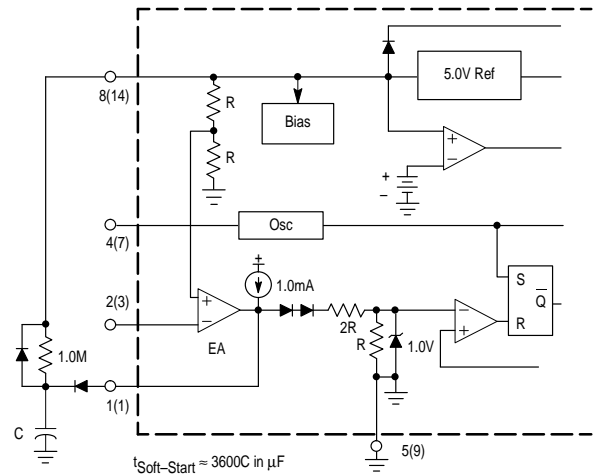 5.0V Ref
8(14)
R
Bias
+
−
R
+
−
Osc
4(7)
+
1.0mA
S
Q
R
2(3)
+
−
2R
−
+
EA
R
1.0V
1.0M
1(1)
C
5(9)
tSoft–Start ≈ 3600C in µF